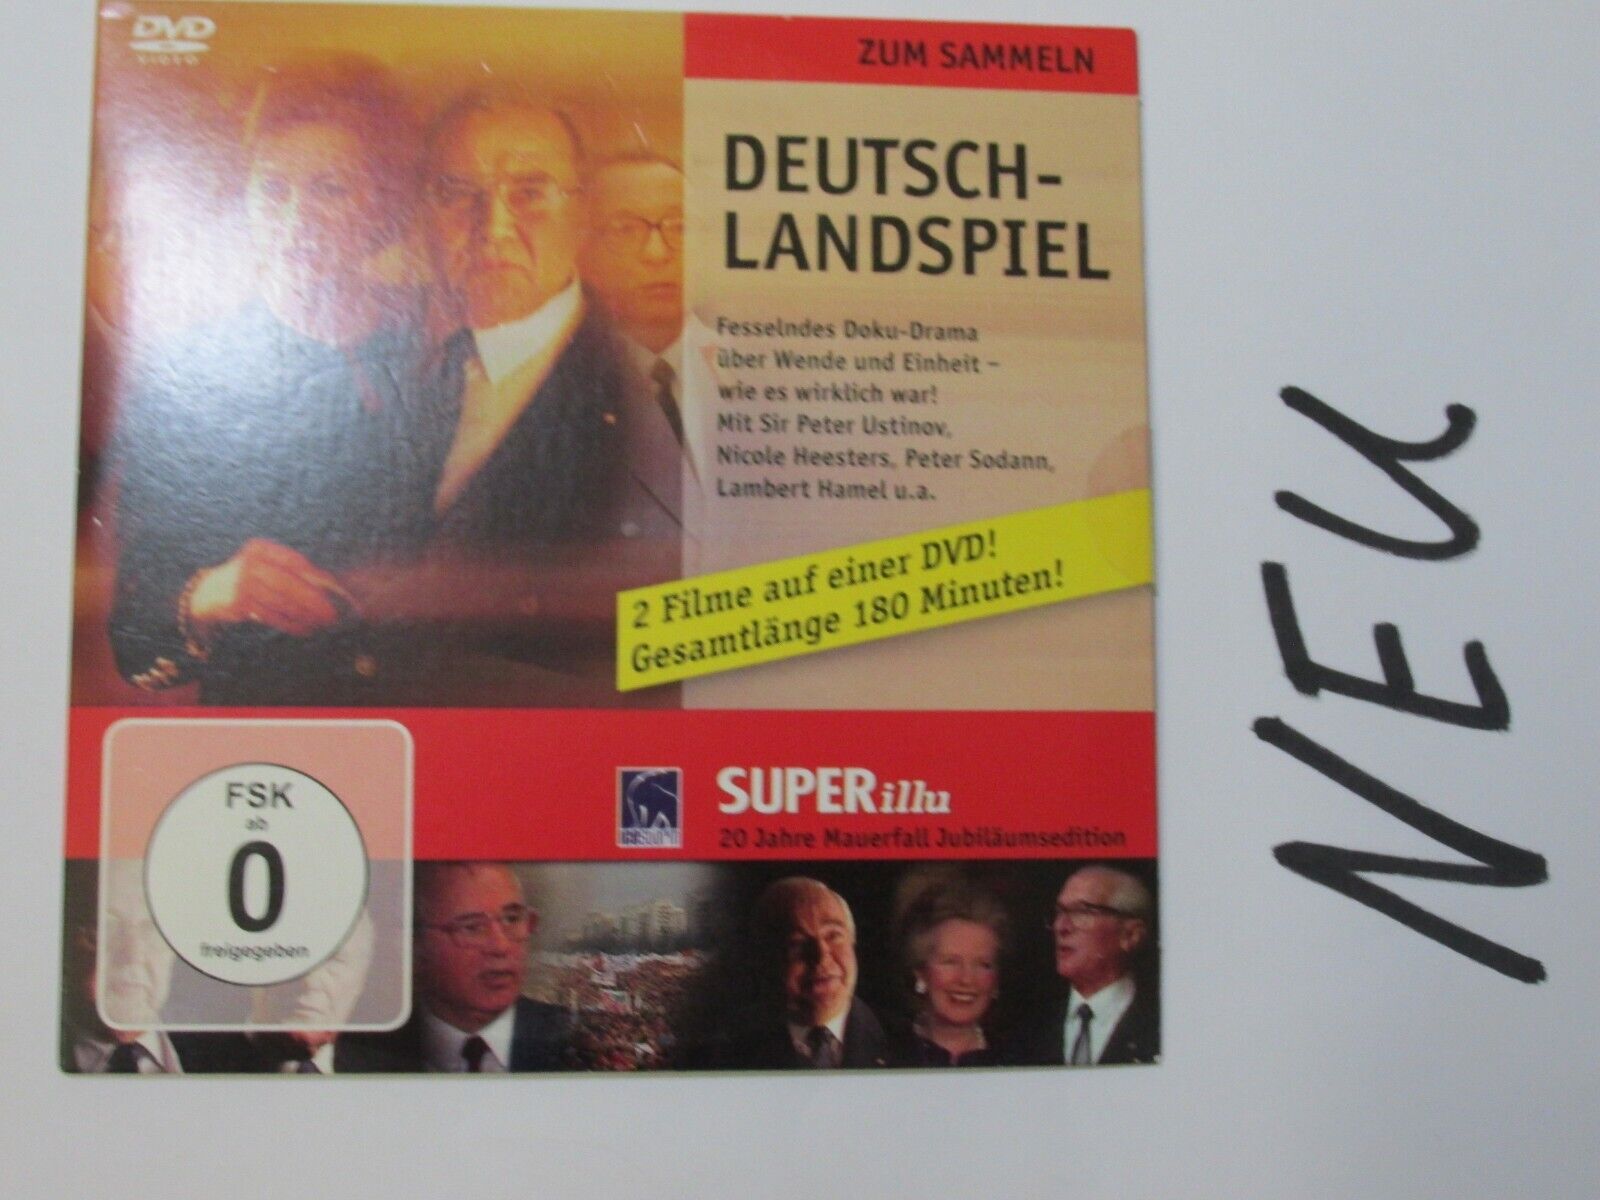 DVD
VIDEO
ZUM SAMMELN
DEUTSCH-
LANDSPIEL
Fesselndes Doku-Drama
über Wende und Einheit –
wie es wirklich war!
Mit Sir Peter Ustinov,
Nicole Heesters, Peter Sodann,
Lambert Hamel u.a.
2 Filme auf einer DVD!
Gesamtlänge 180 Minuten!
FSK
ab
0
freigegeben
SUPERillu
20 Jahre Mauerfall Jubiläumsedition
NEU